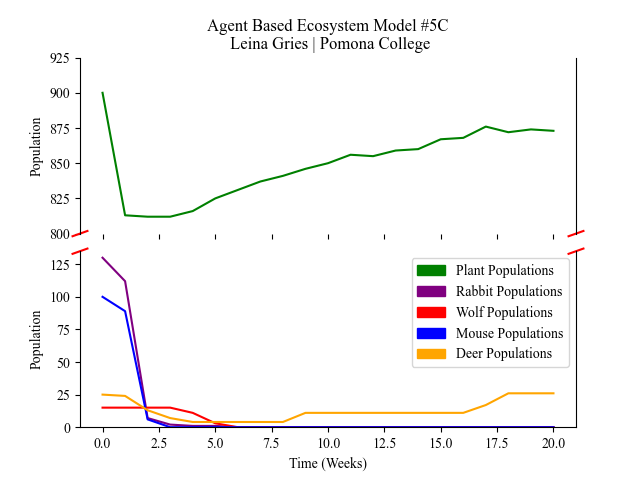 Agent Based Ecosystem Model #5C
Leina Gries | Pomona College
925
900
875
850
825
800
Population
125
100
75
50
25
0
Population
Plant Populations
Rabbit Populations
Wolf Populations
Mouse Populations
Deer Populations
0.0 2.5 5.0 7.5 10.0 12.5 15.0 17.5 20.0
Time (Weeks)